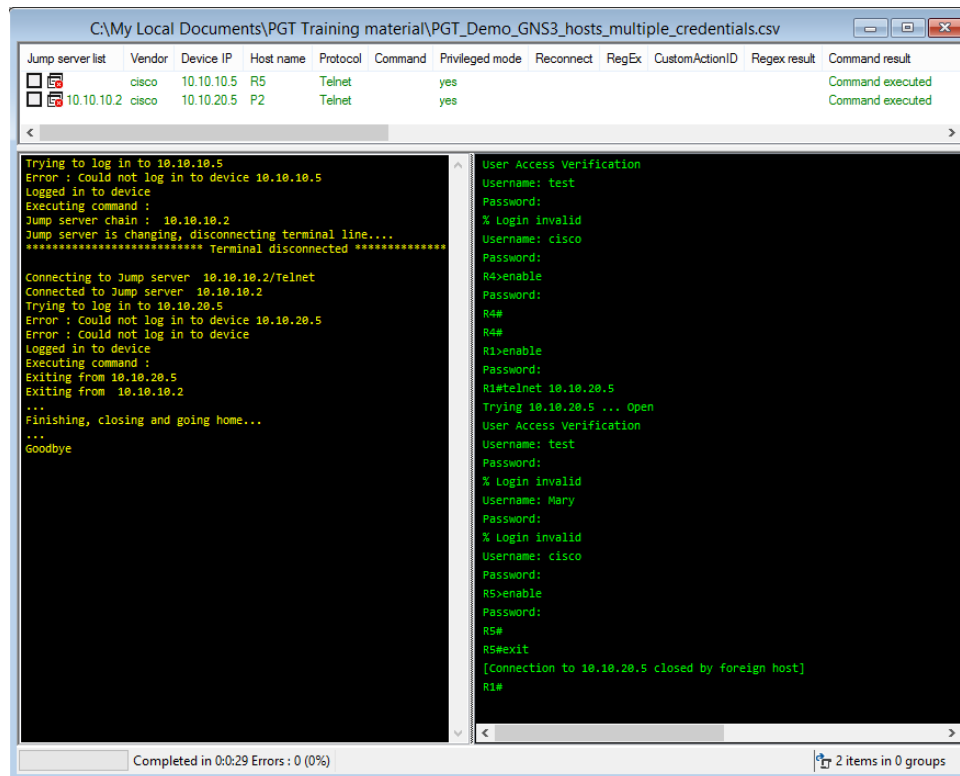 C:\My Local Documents\PGT Training material\PGT_Demo_GNS3_hosts_multiple_credentials.csv
Jump server list Vendor Device IP Host name Protocol Command Privileged mode Reconnect RegEx CustomActionID Regex result Command result
cisco 10.10.10.5 R5 Telnet yes Command executed
10.10.10.2 cisco 10.10.20.5 P2 Telnet yes Command executed
Trying to log in to 10.10.10.5
Error : Could not log in to device 10.10.10.5
Logged in to device
Executing command :
Jump server chain : 10.10.10.2
Jump server is changing, disconnecting terminal line....
*************************** Terminal disconnected **************
Connecting to Jump server 10.10.10.2/Telnet
Connected to Jump server 10.10.10.2
Trying to log in to 10.10.20.5
Error : Could not log in to device 10.10.20.5
Error : Could not log in to device
Logged in to device
Executing command :
Exiting from 10.10.20.5
Exiting from 10.10.10.2
...
Finishing, closing and going home...
...
Goodbye
User Access Verification
Username: test
Password:
% Login invalid
Username: cisco
Password:
R4>enable
Password:
R4#
R4#
R1>enable
Password:
R1#telnet 10.10.20.5
Trying 10.10.20.5 ... Open
User Access Verification
Username: test
Password:
% Login invalid
Username: Mary
Password:
% Login invalid
Username: cisco
Password:
R5>enable
Password:
R5#
R5#exit
[Connection to 10.10.20.5 closed by foreign host]
R1#
Completed in 0:0:29 Errors : 0 (0%)
2 items in 0 groups